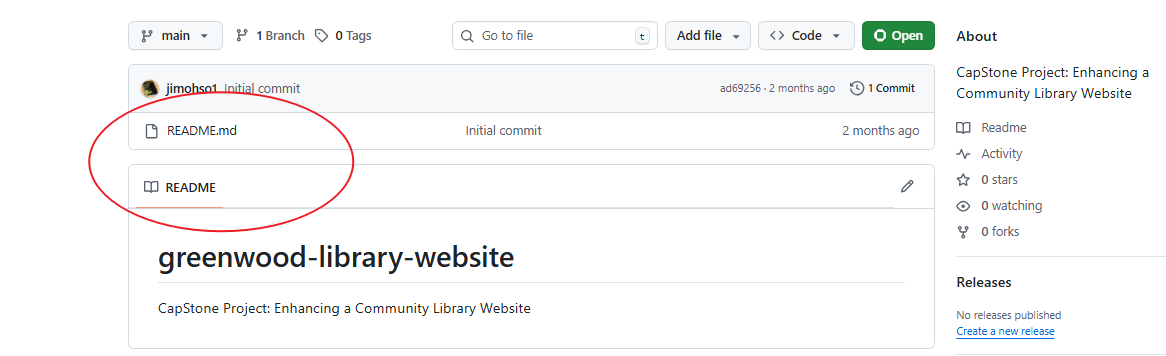 main 1 Branch 0 Tags Go to file t Add file Code Open
jimohso1 Initial commit ad69256 · 2 months ago 1 Commit
README.md Initial commit 2 months ago
README
greenwood-library-website
CapStone Project: Enhancing a Community Library Website
About
CapStone Project: Enhancing a
Community Library Website
Readme
Activity
0 stars
0 watching
0 forks
Releases
No releases published
Create a new release